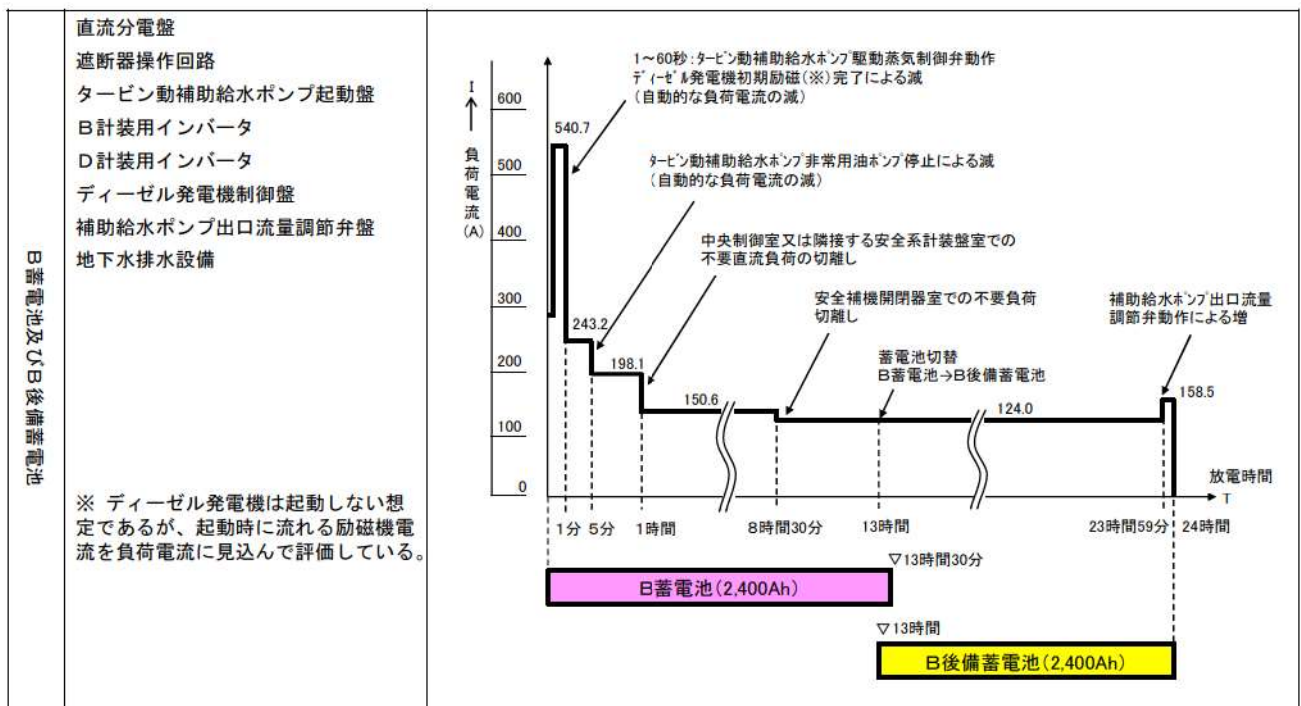 B蓄電池及びB後備蓄電池
直流分電盤
遮断器操作回路
タービン動補助給水ポンプ起動盤
B計装用インバータ
D計装用インバータ
ディーゼル発電機制御盤
補助給水ポンプ出口流量調節弁盤
地下水排水設備
※ ディーゼル発電機は起動しない想
定であるが、起動時に流れる励磁機電
流を負荷電流に見込んで評価している。
I
負荷電流(A)
600
500
400
300
200
100
0
1～60秒:タービン動補助給水ポンプ駆動蒸気制御弁動作
ディーゼル発電機初期励磁(※)完了による減
(自動的な負荷電流の減)
540.7
タービン動補助給水ポンプ非常用油ポンプ停止による減
(自動的な負荷電流の減)
中央制御室又は隣接する安全系計装盤室での
不要直流負荷の切離し
安全補機開閉器室での不要負荷
切離し
補助給水ポンプ出口流量
調節弁動作による増
243.2
198.1
蓄電池切替
B蓄電池→B後備蓄電池
150.6
124.0
158.5
放電時間
T
1分 5分 1時間 8時間30分 13時間 23時間59分 24時間
▽13時間30分
B蓄電池(2,400Ah)
▽13時間
B後備蓄電池(2,400Ah)